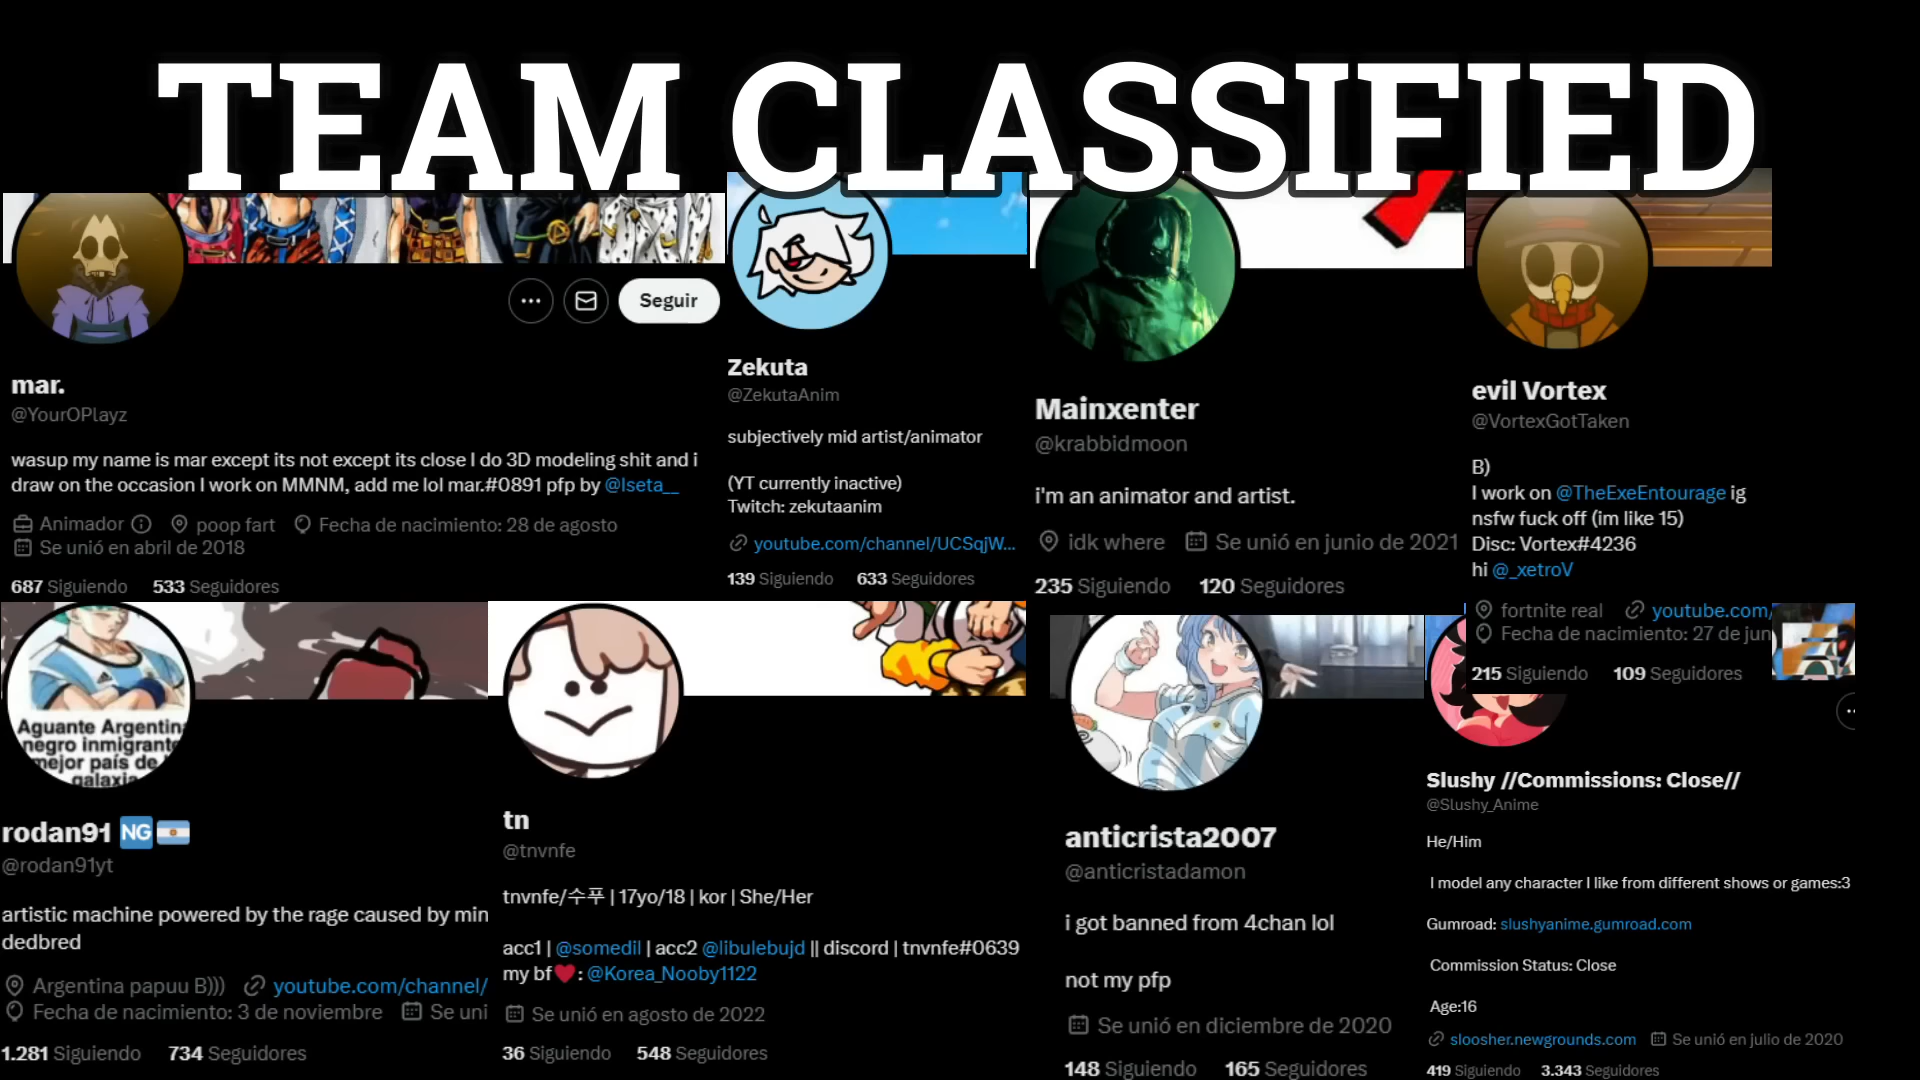 TEAM CLASSIFIED
Seguir
mar.
@YourOPlayz
wasup my name is mar except its not except its close I do 3D modeling shit and i
draw on the occasion I work on MMNM, add me lol mar.#0891 pfp by @Iseta__
Animador poop fart Fecha de nacimiento: 28 de agosto
Se unió en abril de 2018
687 Siguiendo 533 Seguidores
Zekuta
@ZekutaAnim
subjectively mid artist/animator
(YT currently inactive)
Twitch: zekutaanim
youtube.com/channel/UCSqjW...
139 Siguiendo 633 Seguidores
Mainxenter
@krabbidmoon
i'm an animator and artist.
idk where Se unió en junio de 2021
235 Siguiendo 120 Seguidores
evil Vortex
@VortexGotTaken
B)
I work on @TheExeEntourage ig
nsfw fuck off (im like 15)
Disc: Vortex#4236
hi @_xetroV
fortnite real youtube.com
Fecha de nacimiento: 27 de jun
215 Siguiendo 109 Seguidores
Aguante Argentina
negro inmigrante
mejor país de
galaxia
rodan91 NG
@rodan91yt
artistic machine powered by the rage caused by min
dedbred
Argentina papuu B))) youtube.com/channel/
Fecha de nacimiento: 3 de noviembre Se uni
1.281 Siguiendo 734 Seguidores
tn
@tnvnfe
tnvnfe/수푸 | 17yo/18 | kor | She/Her
acc1 | @somedil | acc2 @libulebujd || discord | tnvnfe#0639
my bf❤️: @Korea_Nooby1122
Se unió en agosto de 2022
36 Siguiendo 548 Seguidores
anticrista2007
@anticristadamon
i got banned from 4chan lol
not my pfp
Se unió en diciembre de 2020
148 Siguiendo 165 Seguidores
Slushy //Commissions: Close//
@Slushy_Anime
He/Him
I model any character I like from different shows or games:3
Gumroad: slushyanime.gumroad.com
Commission Status: Close
Age:16
sloosher.newgrounds.com Se unió en julio de 2020
419 Siguiendo 3.343 Seguidores